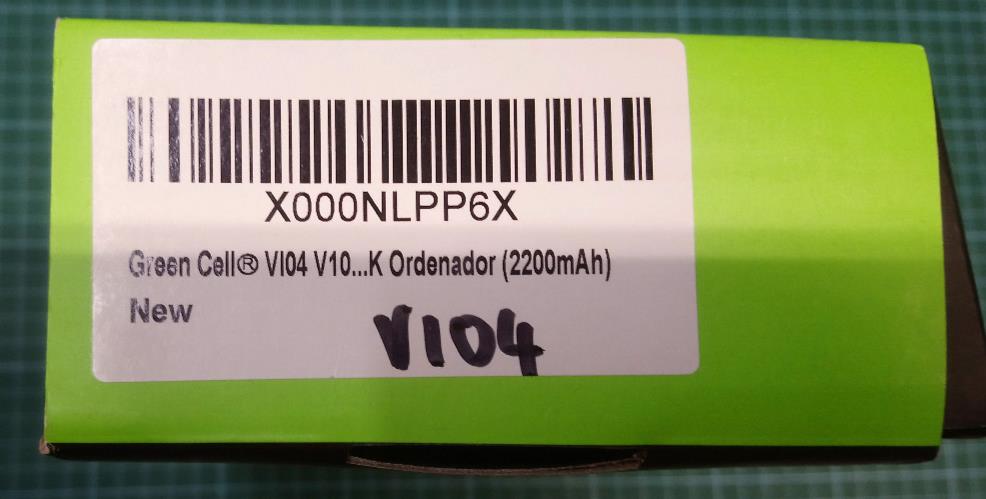 X000NLPP6X
Green Cell® VI04 V10...K Ordenador (2200mAh)
New
VI04